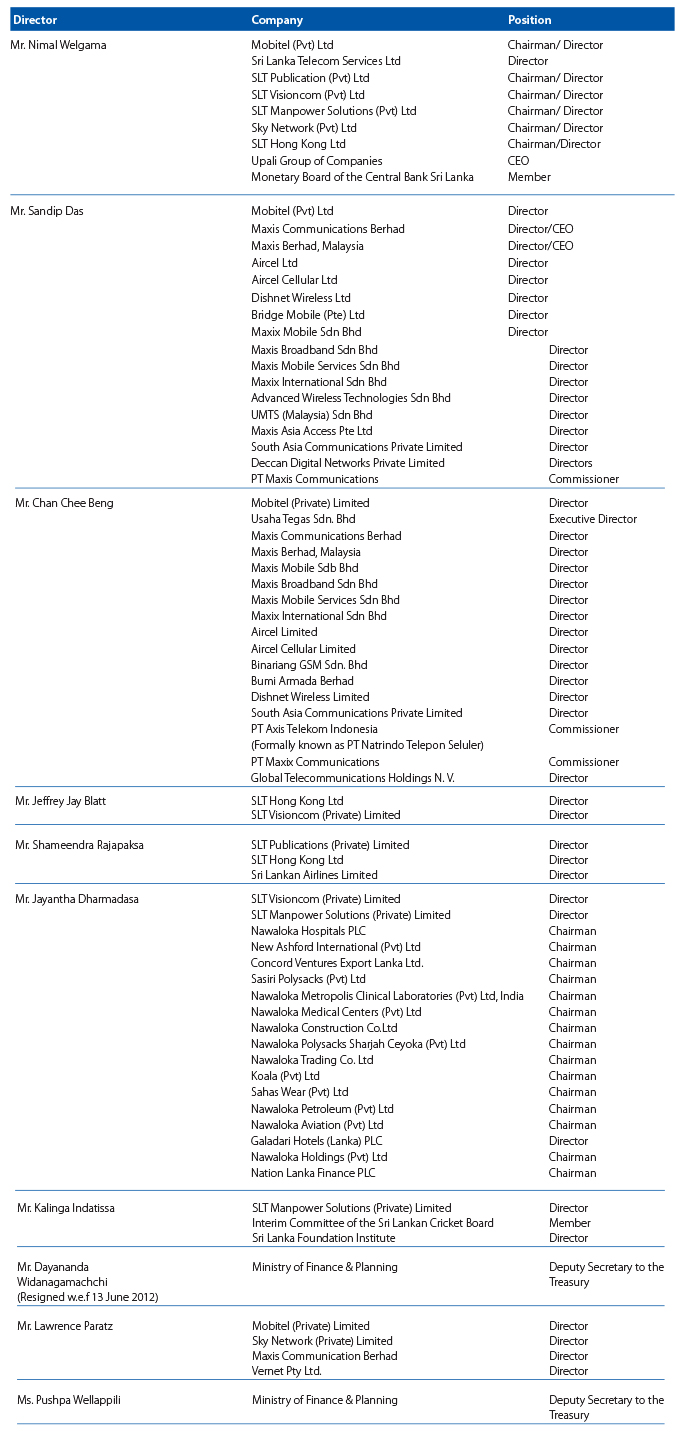 Director Company Position
Mr. Nimal Welgama Mobitel (Pvt) Ltd Chairman/ Director
Sri Lanka Telecom Services Ltd Director
SLT Publication (Pvt) Ltd Chairman/ Director
SLT Visioncom (Pvt) Ltd Chairman/ Director
SLT Manpower Solutions (Pvt) Ltd Chairman/ Director
Sky Network (Pvt) Ltd Chairman/ Director
SLT Hong Kong Ltd Chairman/Director
Upali Group of Companies CEO
Monetary Board of the Central Bank Sri Lanka Member
Mr. Sandip Das Mobitel (Pvt) Ltd Director
Maxis Communications Berhad Director/CEO
Maxis Berhad, Malaysia Director/CEO
Aircel Ltd Director
Aircel Cellular Ltd Director
Dishnet Wireless Ltd Director
Bridge Mobile (Pte) Ltd Director
Maxix Mobile Sdn Bhd Director
Maxis Broadband Sdn Bhd Director
Maxis Mobile Services Sdn Bhd Director
Maxix International Sdn Bhd Director
Advanced Wireless Technologies Sdn Bhd Director
UMTS (Malaysia) Sdn Bhd Director
Maxis Asia Access Pte Ltd Director
South Asia Communications Private Limited Director
Deccan Digital Networks Private Limited Directors
PT Maxis Communications Commissioner
Mr. Chan Chee Beng Mobitel (Private) Limited Director
Usaha Tegas Sdn. Bhd Executive Director
Maxis Communications Berhad Director
Maxis Berhad, Malaysia Director
Maxis Mobile Sdb Bhd Director
Maxis Broadband Sdn Bhd Director
Maxis Mobile Services Sdn Bhd Director
Maxix International Sdn Bhd Director
Aircel Limited Director
Aircel Cellular Limited Director
Binariang GSM Sdn. Bhd Director
Bumi Armada Berhad Director
Dishnet Wireless Limited Director
South Asia Communications Private Limited Director
PT Axis Telekom Indonesia Commissioner
(Formally known as PT Natrindo Telepon Seluler)
PT Maxix Communications Commissioner
Global Telecommunications Holdings N. V. Director
Mr. Jeffrey Jay Blatt SLT Hong Kong Ltd Director
SLT Visioncom (Private) Limited Director
Mr. Shameendra Rajapaksa SLT Publications (Private) Limited Director
SLT Hong Kong Ltd Director
Sri Lankan Airlines Limited Director
Mr. Jayantha Dharmadasa SLT Visioncom (Private) Limited Director
SLT Manpower Solutions (Private) Limited Director
Nawaloka Hospitals PLC Chairman
New Ashford International (Pvt) Ltd Chairman
Concord Ventures Export Lanka Ltd. Chairman
Sasiri Polysacks (Pvt) Ltd Chairman
Nawaloka Metropolis Clinical Laboratories (Pvt) Ltd, India Chairman
Nawaloka Medical Centers (Pvt) Ltd Chairman
Nawaloka Construction Co.Ltd Chairman
Nawaloka Polysacks Sharjah Ceyoka (Pvt) Ltd Chairman
Nawaloka Trading Co. Ltd Chairman
Koala (Pvt) Ltd Chairman
Sahas Wear (Pvt) Ltd Chairman
Nawaloka Petroleum (Pvt) Ltd Chairman
Nawaloka Aviation (Pvt) Ltd Chairman
Galadari Hotels (Lanka) PLC Director
Nawaloka Holdings (Pvt) Ltd Chairman
Nation Lanka Finance PLC Chairman
Mr. Kalinga Indatissa SLT Manpower Solutions (Private) Limited Director
Interim Committee of the Sri Lankan Cricket Board Member
Sri Lanka Foundation Institute Director
Mr. Dayananda Ministry of Finance & Planning Deputy Secretary to the
Widanagamachchi Treasury
(Resigned w.e.f 13 June 2012)
Mr. Lawrence Paratz Mobitel (Private) Limited Director
Sky Network (Private) Limited Director
Maxis Communication Berhad Director
Vernet Pty Ltd. Director
Ms. Pushpa Wellappili Ministry of Finance & Planning Deputy Secretary to the
Treasury